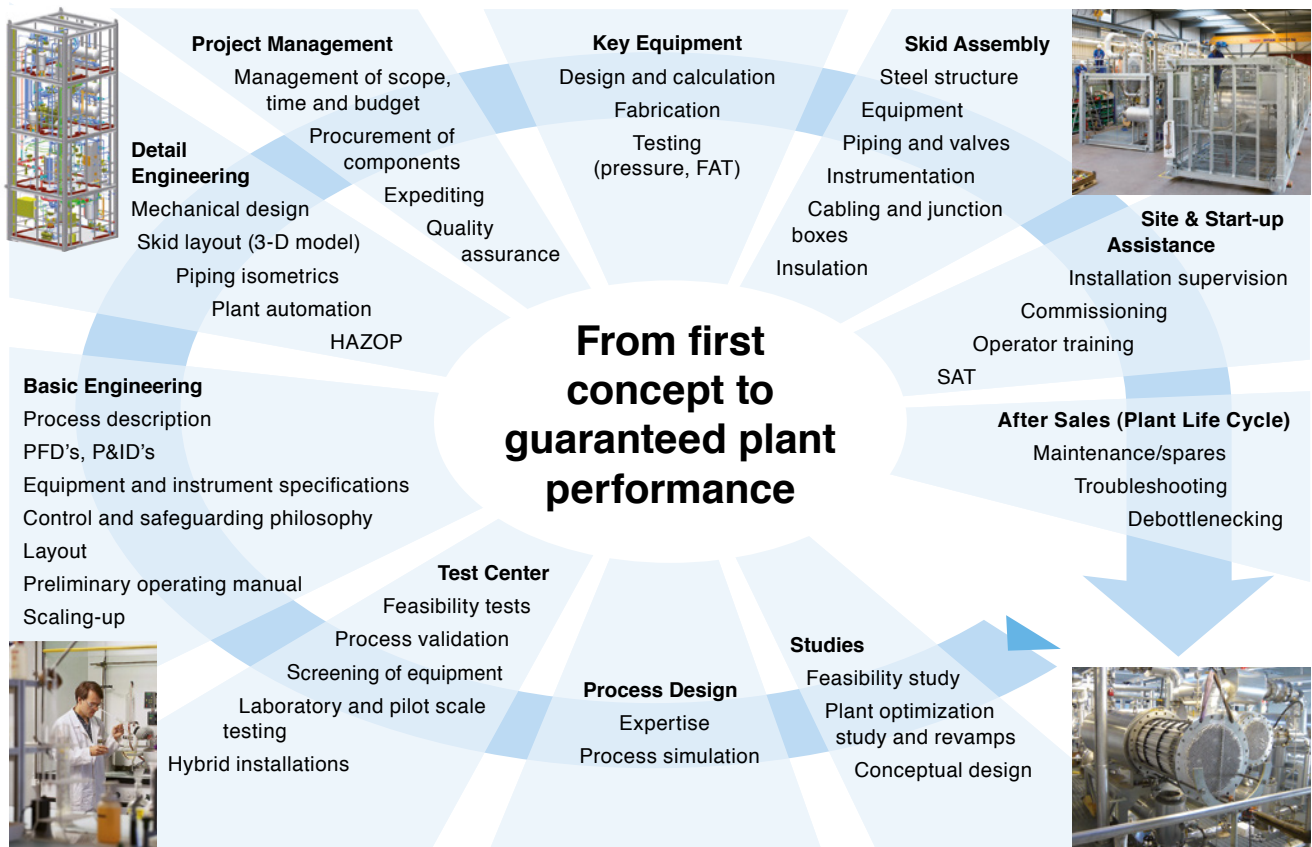 Project Management
Management of scope,
time and budget
Procurement of
components
Expediting
Quality
assurance
Key Equipment
Design and calculation
Fabrication
Testing
(pressure, FAT)
Skid Assembly
Steel structure
Equipment
Piping and valves
Instrumentation
Cabling and junction
boxes
Insulation
Detail
Engineering
Mechanical design
Skid layout (3-D model)
Piping isometrics
Plant automation
HAZOP
Site & Start-up
Assistance
Installation supervision
Commissioning
Operator training
SAT
From first
concept to
guaranteed plant
performance
Basic Engineering
Process description
PFD's, P&ID's
Equipment and instrument specifications
Control and safeguarding philosophy
Layout
Preliminary operating manual
Scaling-up
After Sales (Plant Life Cycle)
Maintenance/spares
Troubleshooting
Debottlenecking
Test Center
Feasibility tests
Process validation
Screening of equipment
Laboratory and pilot scale
testing
Hybrid installations
Process Design
Expertise
Process simulation
Studies
Feasibility study
Plant optimization
study and revamps
Conceptual design